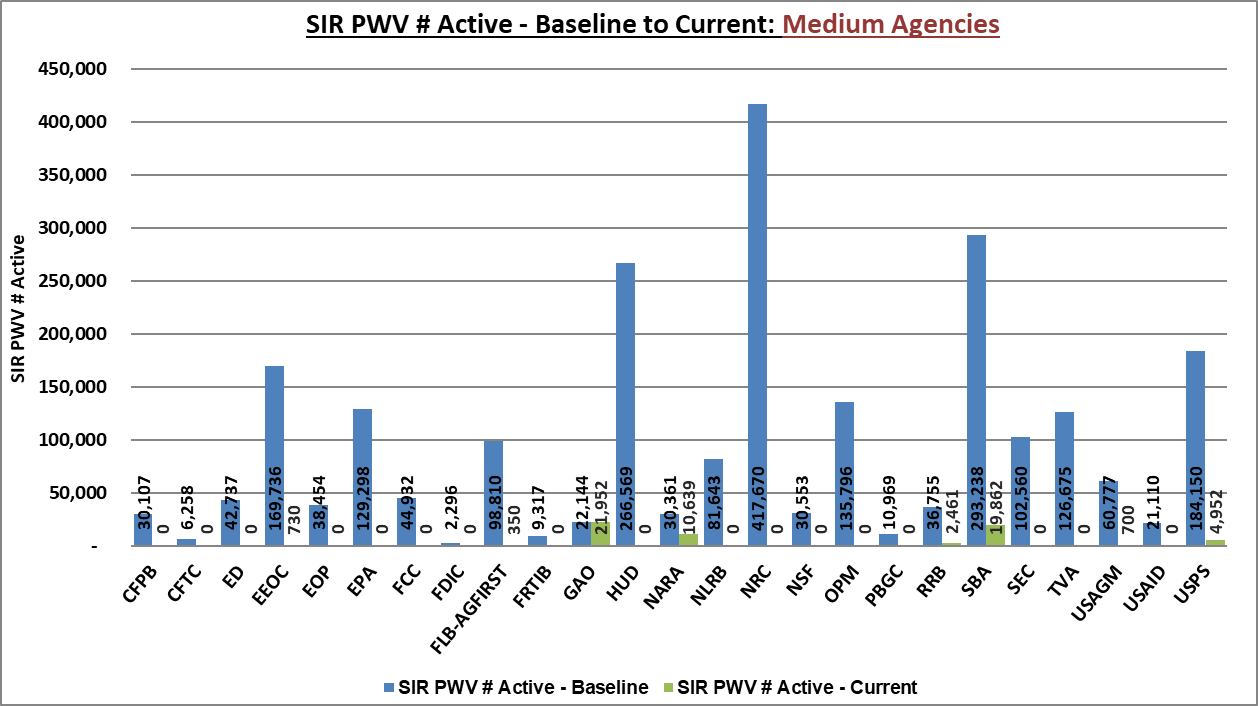 SIR PWV # Active - Baseline to Current: Medium Agencies
SIR PWV # Active
450,000
400,000
350,000
300,000
250,000
200,000
150,000
100,000
50,000
-
30,107
0
6,258
0
42,737
0
169,736
730
38,454
0
129,298
0
44,932
0
2,296
0
98,810
350
9,317
0
22,144
21,952
266,569
0
30,361
10,639
81,643
0
417,670
0
30,553
0
135,796
0
10,969
0
36,755
2,461
293,238
19,862
102,560
0
126,675
0
60,777
700
21,110
0
184,150
4,952
CFPB
CFTC
ED
EEOC
EOP
EPA
FCC
FDIC
FLB-AGFIRST
FRTIB
GAO
HUD
NARA
NLRB
NRC
NSF
OPM
PBGC
RRB
SBA
SEC
TVA
USAGM
USAID
USPS
SIR PWV # Active - Baseline
SIR PWV # Active - Current